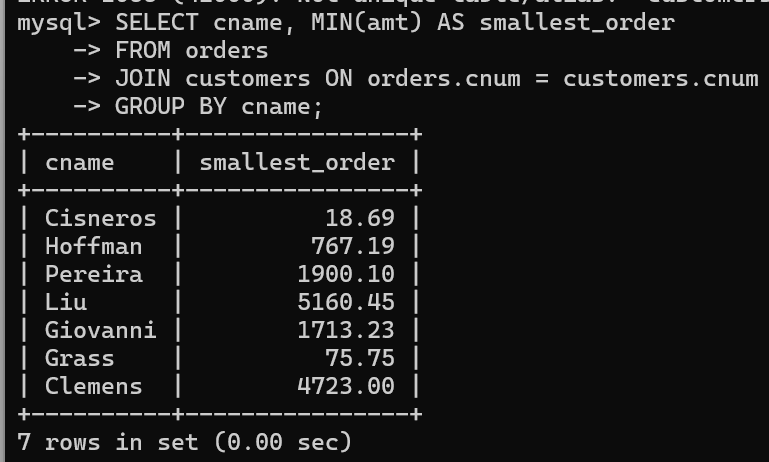 mysql> SELECT cname, MIN(amt) AS smallest_order
    -> FROM orders
    -> JOIN customers ON orders.cnum = customers.cnum
    -> GROUP BY cname;
+----------+----------------+
| cname    | smallest_order |
+----------+----------------+
| Cisneros |          18.69 |
| Hoffman  |         767.19 |
| Pereira  |        1900.10 |
| Liu      |        5160.45 |
| Giovanni |        1713.23 |
| Grass    |          75.75 |
| Clemens  |        4723.00 |
+----------+----------------+
7 rows in set (0.00 sec)